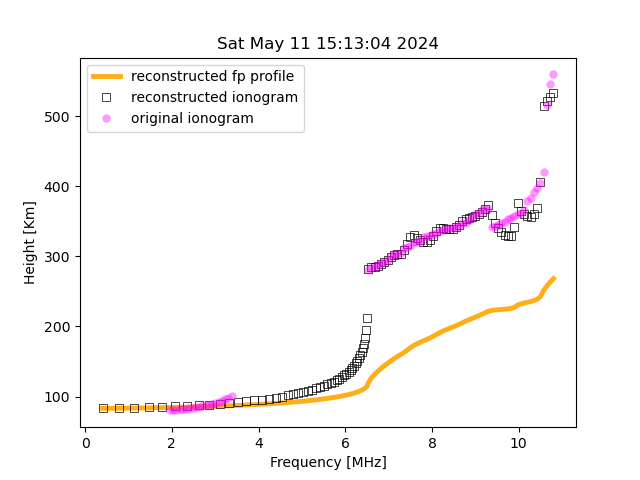 Sat May 11 15:13:04 2024
reconstructed fp profile
reconstructed ionogram
original ionogram
Height [Km]
500
400
300
200
100
0 2 4 6 8 10
Frequency [MHz]